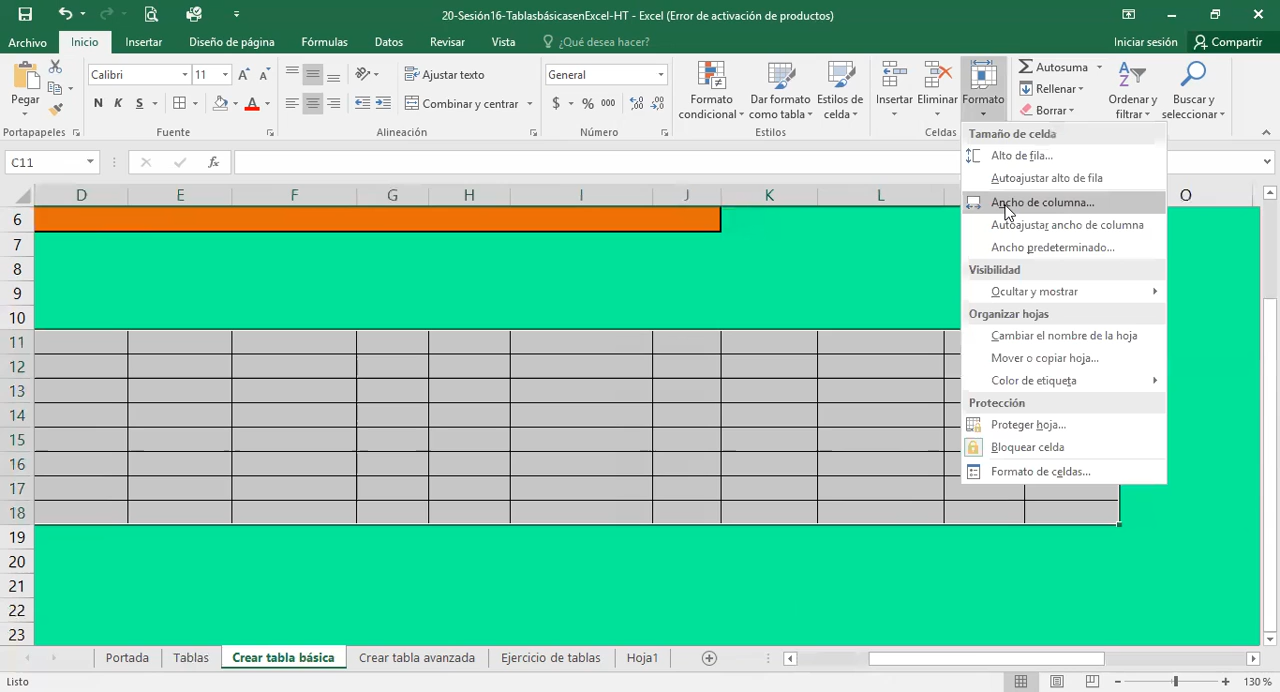 20-Sesión16-TablasbásicasenExcel-HT - Excel (Error de activación de productos)
Archivo Inicio Insertar Diseño de página Fórmulas Datos Revisar Vista ¿Qué desea hacer? Iniciar sesión Compartir
Pegar
Portapapeles
Calibri 11
N K S A
Fuente
Ajustar texto
Combinar y centrar
Alineación
General
$ % 000
Número
Formato condicional
Dar formato como tabla
Estilos de celda
Estilos
Insertar Eliminar Formato
Celdas
Autosuma
Rellenar
Borrar
Ordenary filtrar
Buscar y seleccionar
C11 fx
D E F G H I J K L O
6
7
8
9
10
11
12
13
14
15
16
17
18
19
20
21
22
23
Tamaño de celda
Alto de fila...
Autoajustar alto de fila
Ancho de columna...
Autoajustar ancho de columna
Ancho predeterminado...
Visibilidad
Ocultar y mostrar
Organizar hojas
Cambiar el nombre de la hoja
Mover o copiar hoja...
Color de etiqueta
Protección
Proteger hoja...
Bloquear celda
Formato de celdas...
Portada Tablas Crear tabla básica Crear tabla avanzada Ejercicio de tablas Hoja1
Listo 130 %